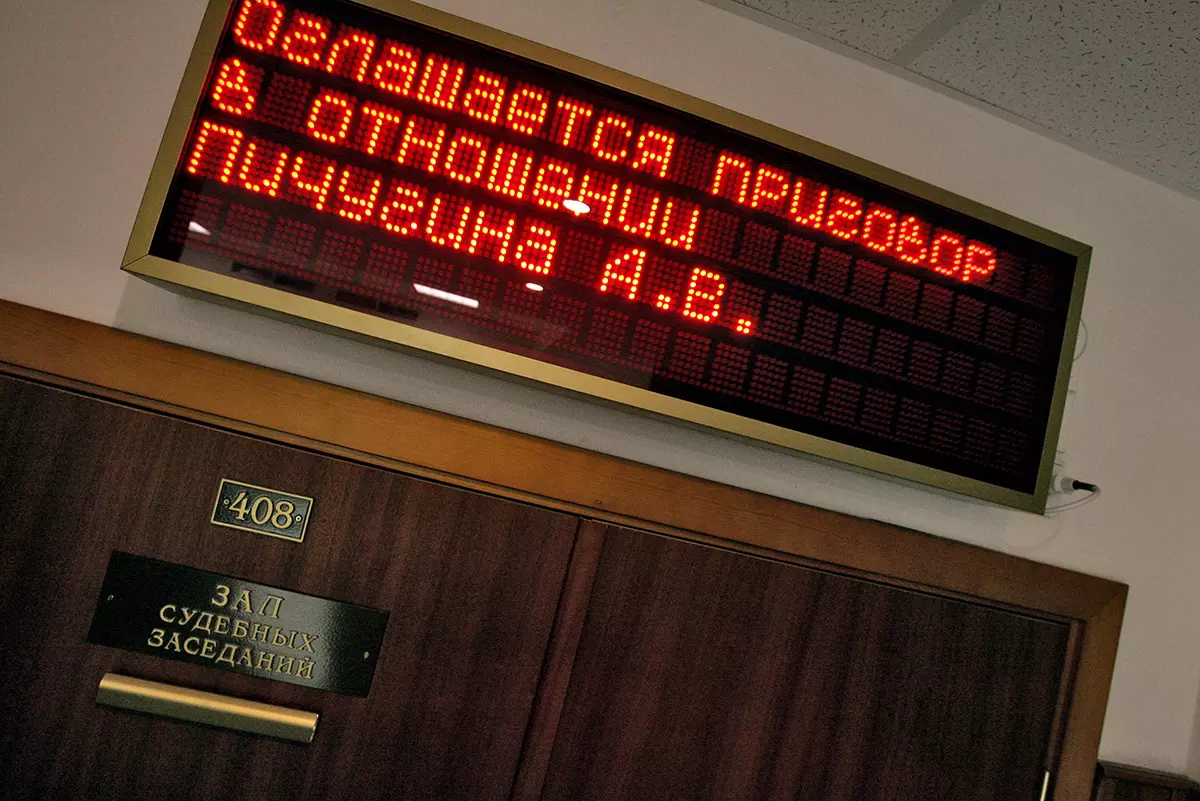 Оглашается приговор
в отношении
Пичугина А.В.
408
ЗАЛ
СУДЕБНЫХ
ЗАСЕДАНИЙ